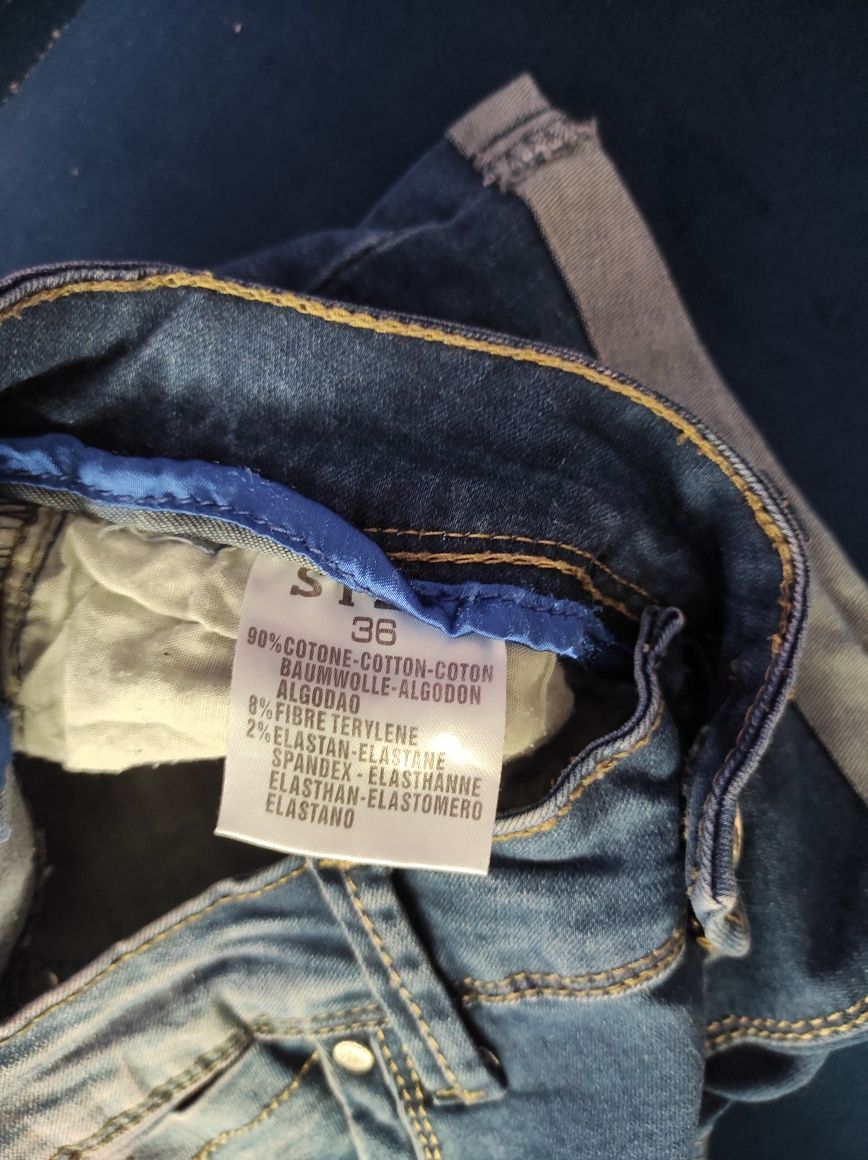 36
90%COTONE-COTTON-COTON
BAUMWOLLE-ALGODON
ALGODAO
8%FIBRE TERYLENE
2%ELASTAN-ELASTANE
SPANDEX - ELASTHANNE
ELASTHAN-ELASTOMERO
ELASTANO